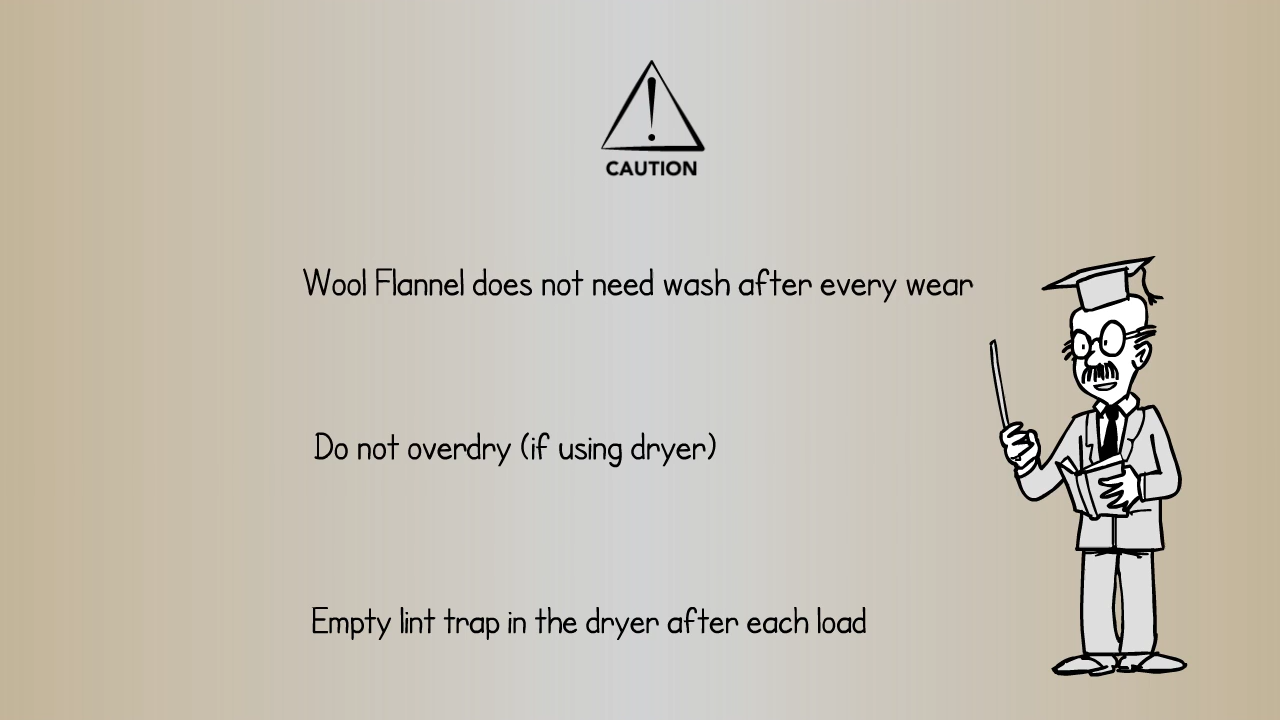 CAUTION
Wool Flannel does not need wash after every wear
Do not overdry (if using dryer)
Empty lint trap in the dryer after each load